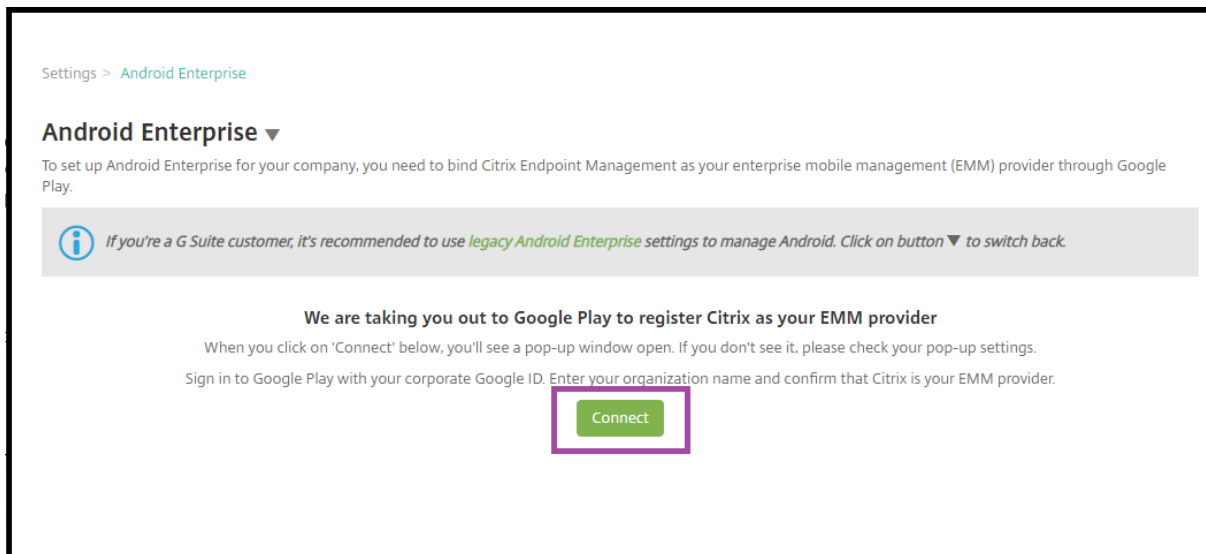 Settings > Android Enterprise
Android Enterprise ▼
To set up Android Enterprise for your company, you need to bind Citrix Endpoint Management as your enterprise mobile management (EMM) provider through Google
Play.
If you're a G Suite customer, it's recommended to use legacy Android Enterprise settings to manage Android. Click on button ▼ to switch back.
We are taking you out to Google Play to register Citrix as your EMM provider
When you click on 'Connect' below, you'll see a pop-up window open. If you don't see it, please check your pop-up settings.
Sign in to Google Play with your corporate Google ID. Enter your organization name and confirm that Citrix is your EMM provider.
Connect